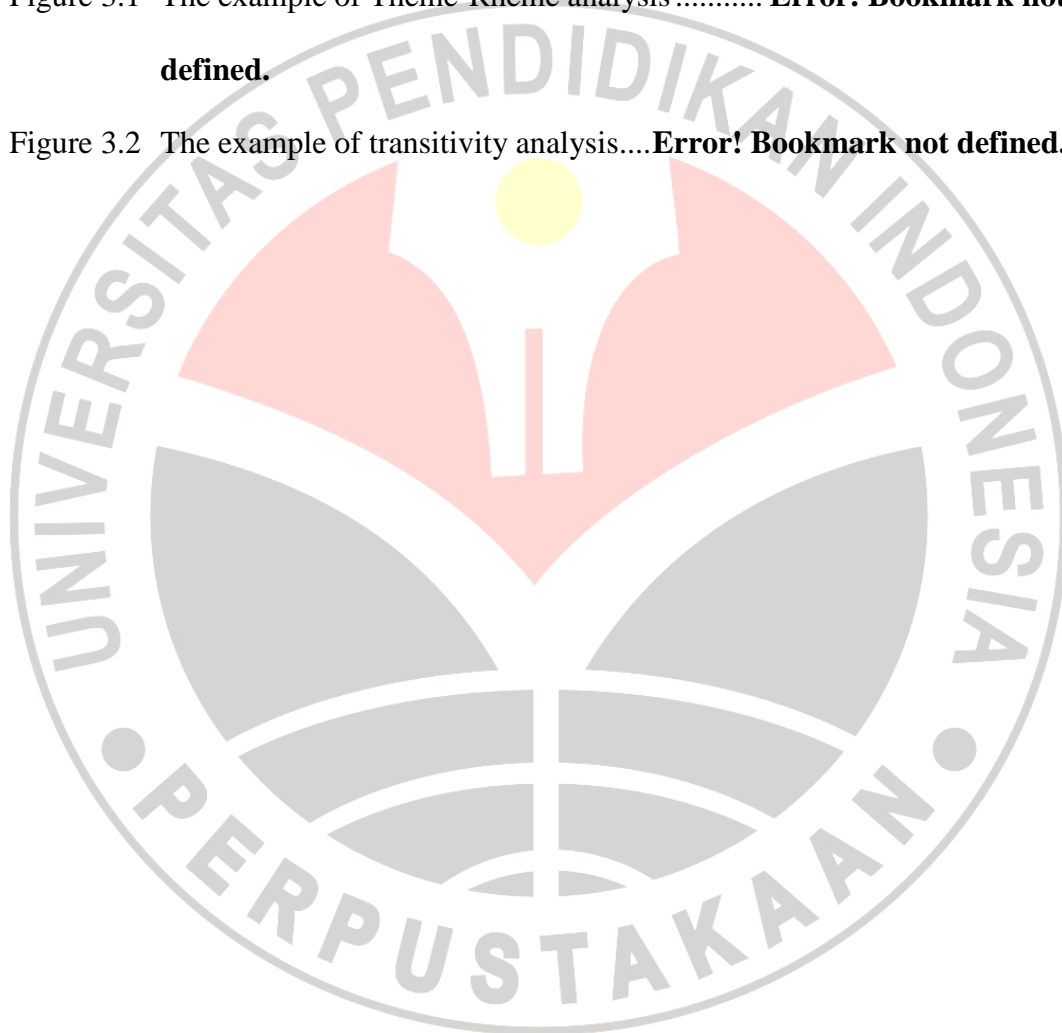 Figure 3.1 The example of Theme-Rheme analysis ........... Error! Bookmark not
defined.
Figure 3.2 The example of transitivity analysis....Error! Bookmark not defined.
UNIVERSITAS PENDIDIKAN INDONESIA
• PERPUSTAKAAN •